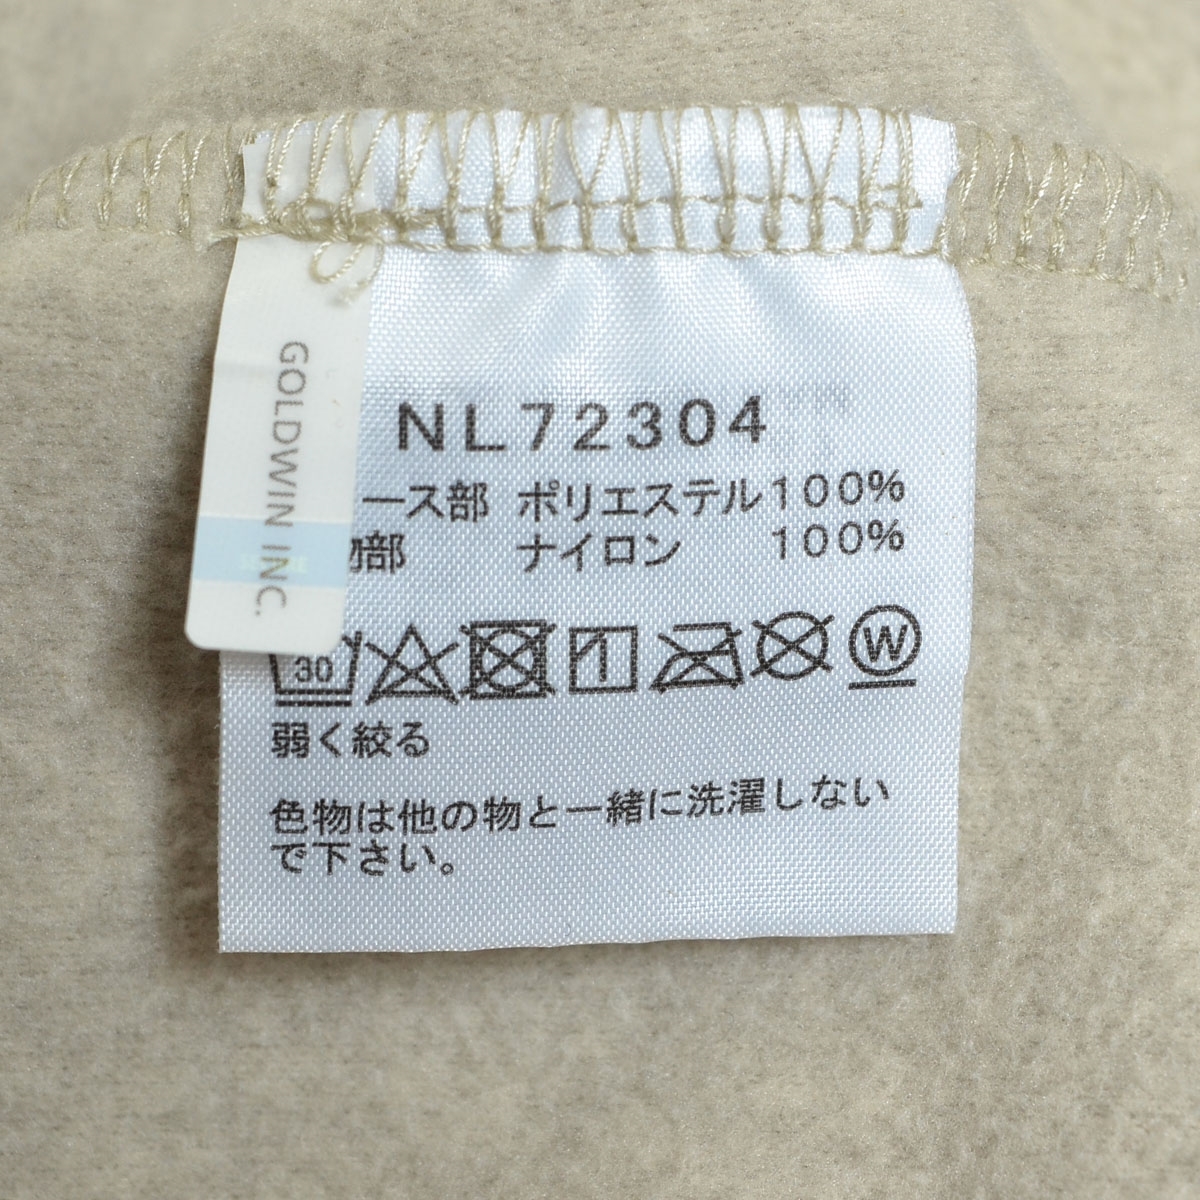 GOLDWIN INC.
NL72304
ース部 ポリエステル100%
部 ナイロン 100%
30
W
弱く絞る
色物は他の物と一緒に洗濯しない
で下さい。